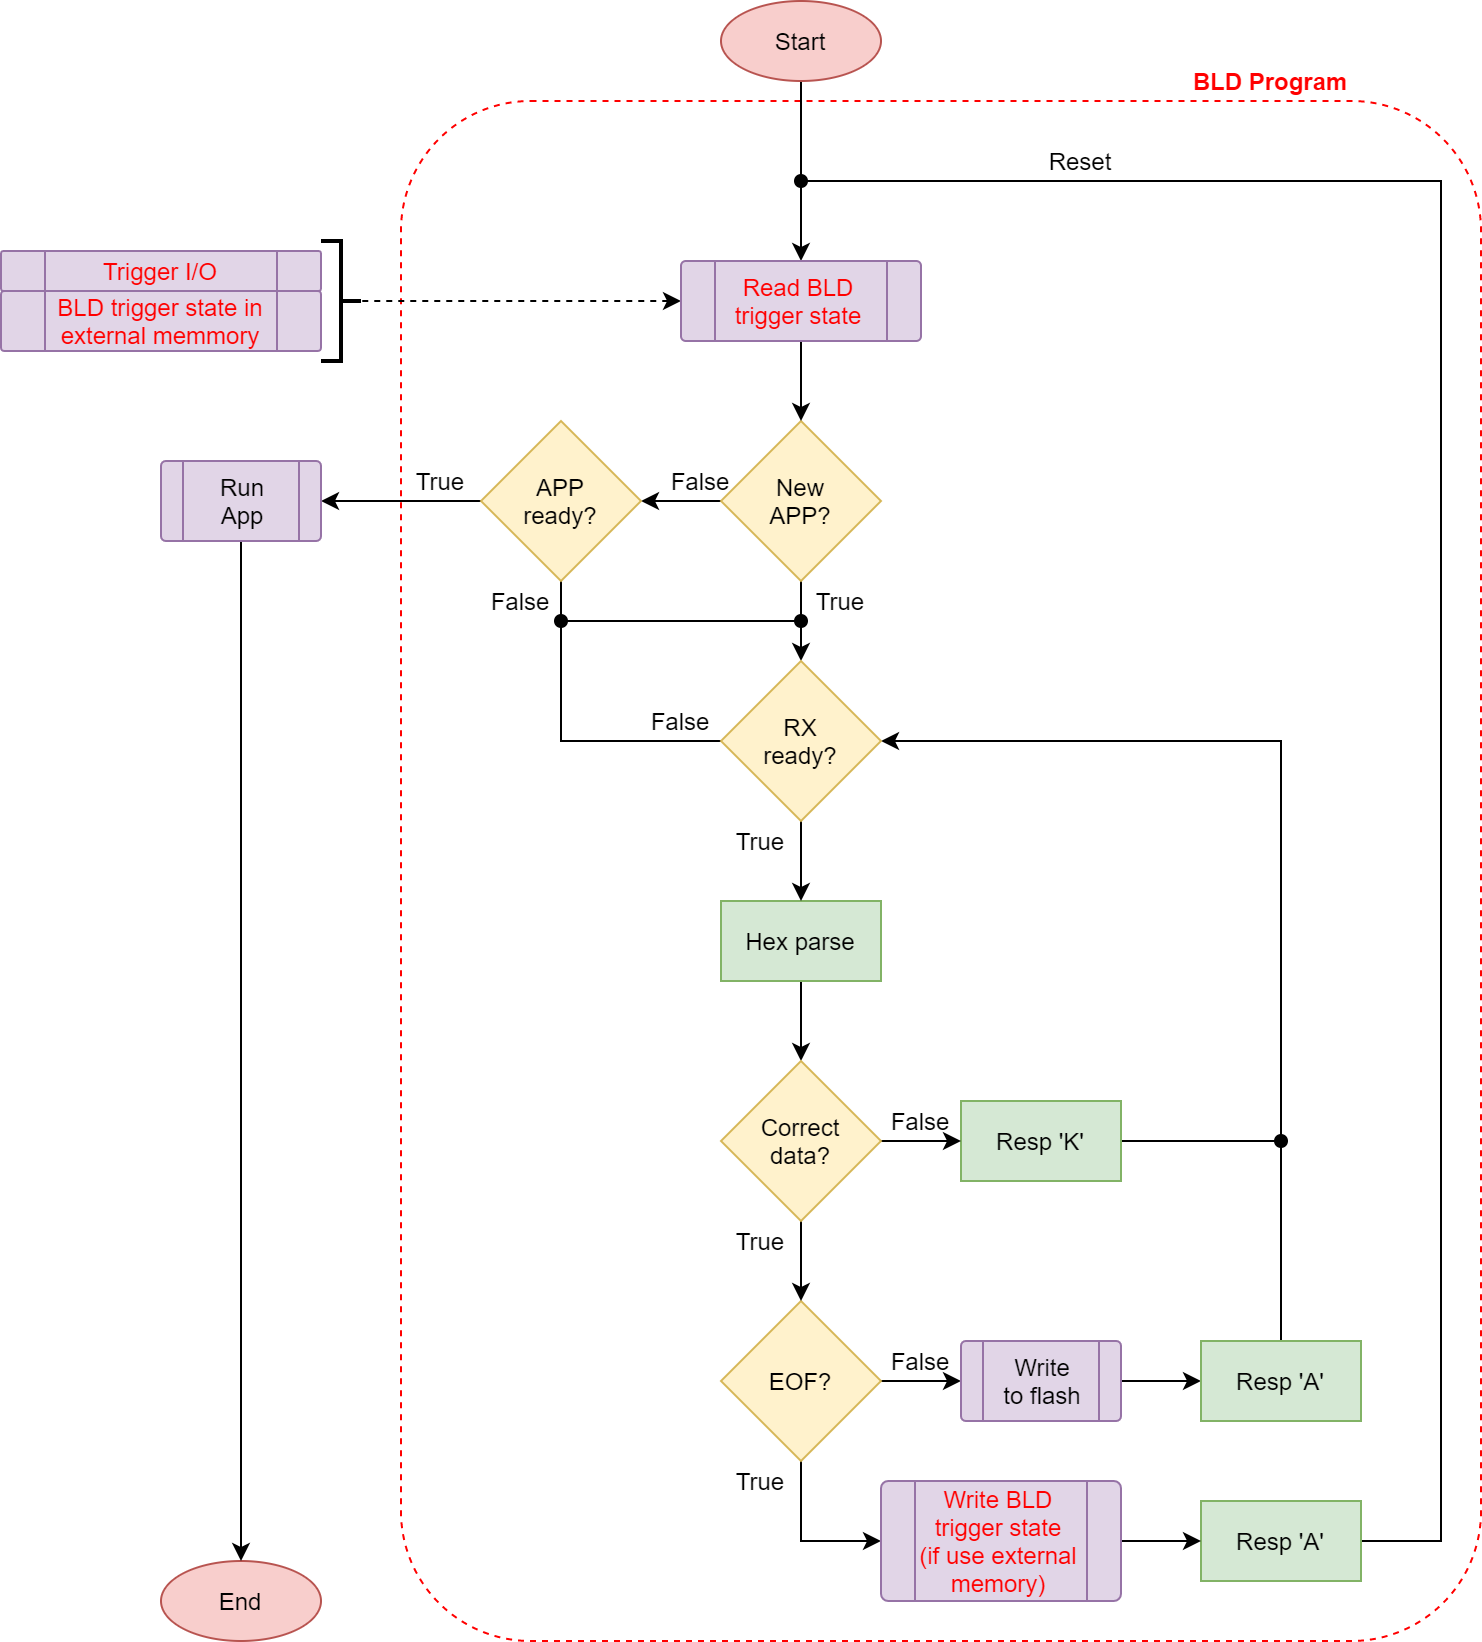 Start
BLD Program
Reset
Trigger I/O
BLD trigger state in
external memmory
Read BLD
trigger state
Run
App
True
APP
ready?
False
New
APP?
False
True
False
RX
ready?
True
Hex parse
Correct
data?
False
Resp 'K'
True
EOF?
False
Write
to flash
Resp 'A'
True
Write BLD
trigger state
(if use external
memory)
Resp 'A'
End